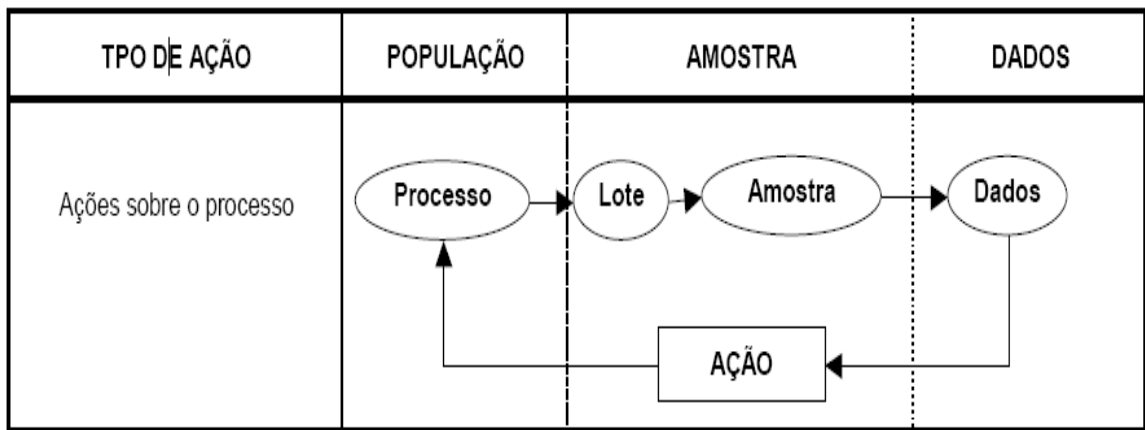 TPO DE AÇÃO
POPULAÇÃO
AMOSTRA
DADOS
Ações sobre o processo
Processo
Lote
Amostra
Dados
AÇÃO